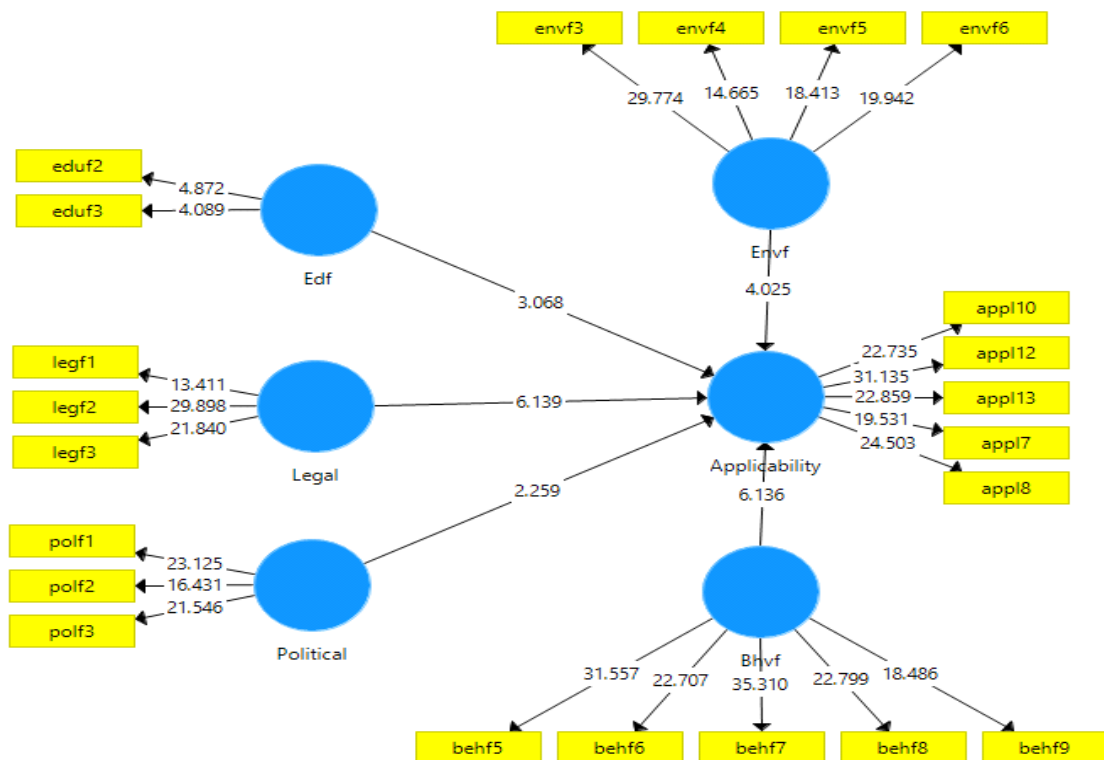 envf3 envf4 envf5 envf6
29.774 14.665 18.413 19.942
Envf
eduf2
eduf3
4.872
4.089
Edf
3.068
4.025
legf1
legf2
legf3
13.411
29.898
21.840
Legal
6.139
polf1
polf2
polf3
23.125
16.431
21.546
Political
2.259
Applicability
22.735
31.135
22.859
19.531
24.503
appl10
appl12
appl13
appl7
appl8
6.136
Bhvf
31.557 22.707 35.310 22.799 18.486
behf5 behf6 behf7 behf8 behf9